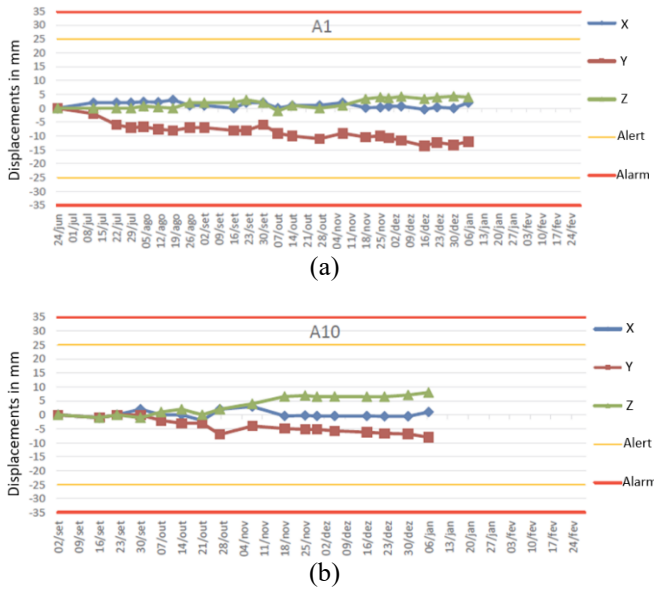 A1
Displacements in mm
35
30
25
20
15
10
5
0
-5
-10
-15
-20
-25
-30
-35
24/jun
01/jul
08/jul
15/jul
22/jul
29/jul
05/ago
12/ago
19/ago
26/ago
02/set
09/set
16/set
23/set
30/set
07/out
14/out
21/out
28/out
04/nov
11/nov
18/nov
25/nov
02/dez
09/dez
16/dez
23/dez
30/dez
06/jan
13/jan
20/jan
27/jan
03/fev
10/fev
17/fev
24/fev
X
Y
Z
Alert
Alarm
(a)
A10
Displacements in mm
35
30
25
20
15
10
5
0
-5
-10
-15
-20
-25
-30
-35
02/set
09/set
16/set
23/set
30/set
07/out
14/out
21/out
28/out
04/nov
11/nov
18/nov
25/nov
02/dez
09/dez
16/dez
23/dez
30/dez
06/jan
13/jan
20/jan
27/jan
03/fev
10/fev
17/fev
24/fev
X
Y
Z
Alert
Alarm
(b)